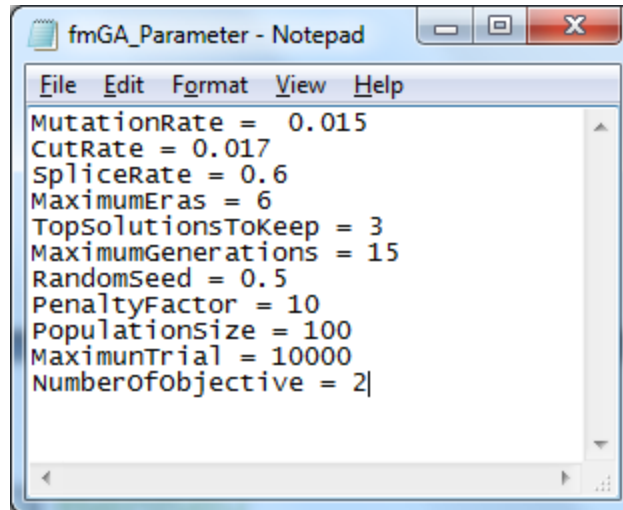 fmGA_Parameter - Notepad
File Edit Format View Help
MutationRate =  0.015
CutRate = 0.017
SpliceRate = 0.6
MaximumEras = 6
TopSolutionsToKeep = 3
MaximumGenerations = 15
RandomSeed = 0.5
PenaltyFactor = 10
PopulationSize = 100
MaximunTrial = 10000
NumberOfObjective = 2